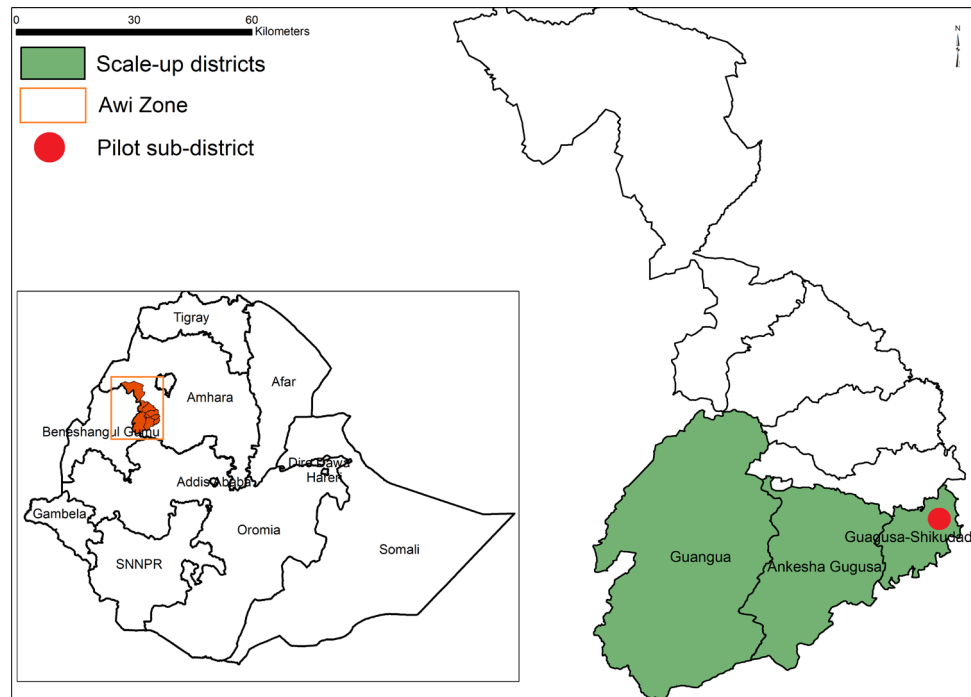 0 30 60
Kilometers
N
Scale-up districts
Awi Zone
Pilot sub-district
Tigray
Afar
Amhara
Beneshangul Gumu
Dire Dawa
Hareri
Addis Ababa
Gambela
Oromia
Somali
SNNPR
Guagusa-Shikudad
Guangua
Ankesha Gugusa